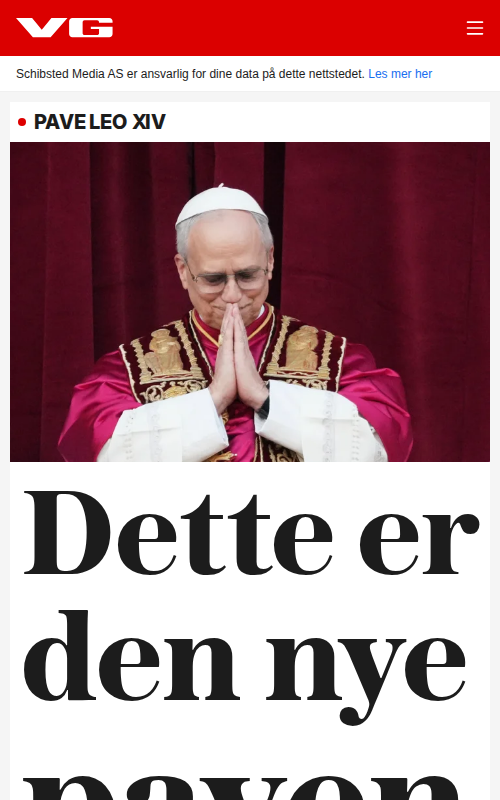 VG
Schibsted Media AS er ansvarlig for dine data på dette nettstedet. Les mer her
PAVE LEO XIV
Dette er
den nye
paven